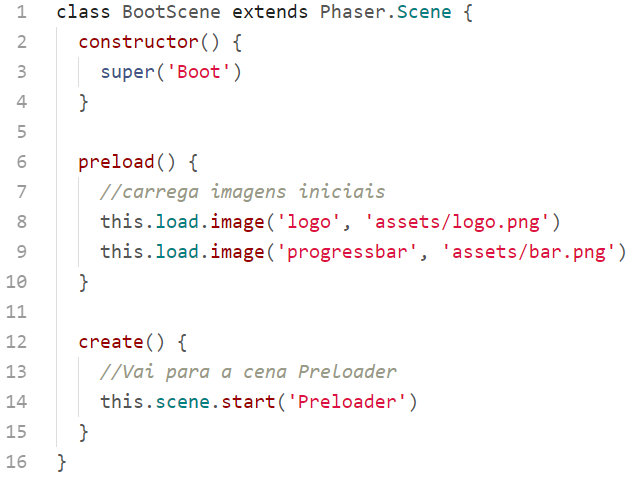 1 class BootScene extends Phaser.Scene {
2 constructor() {
3 super('Boot')
4 }
5
6 preload() {
7 //carrega imagens iniciais
8 this.load.image('logo', 'assets/logo.png')
9 this.load.image('progressbar', 'assets/bar.png')
10 }
11
12 create() {
13 //Vai para a cena Preloader
14 this.scene.start('Preloader')
15 }
16 }